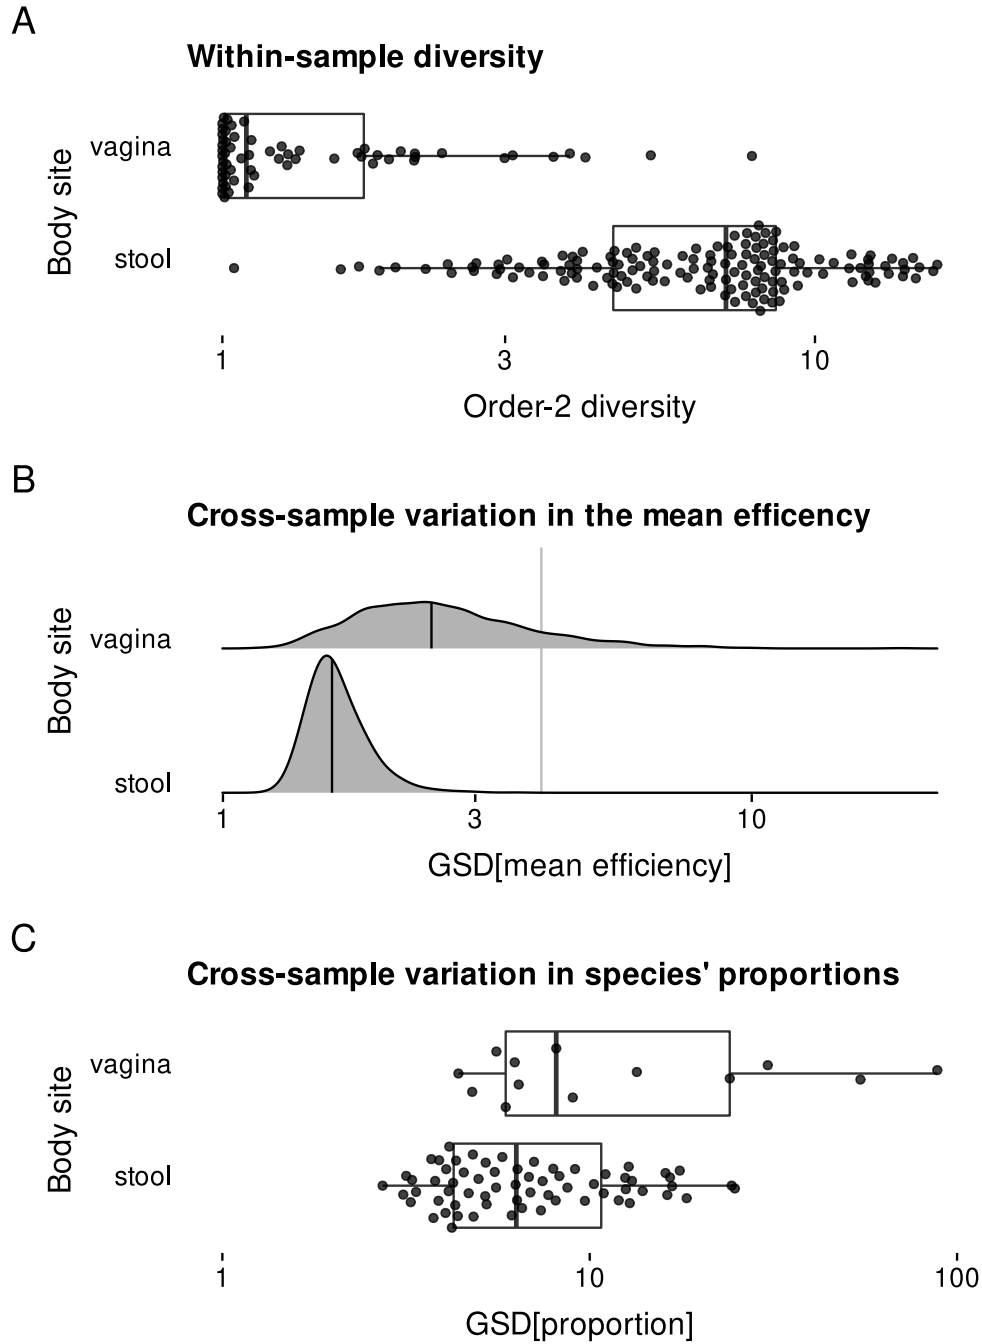 A
Within-sample diversity
Body site
vagina
stool
1 3 10
Order-2 diversity
B
Cross-sample variation in the mean efficency
Body site
vagina
stool
1 3 10
GSD[mean efficiency]
C
Cross-sample variation in species' proportions
Body site
vagina
stool
1 10 100
GSD[proportion]